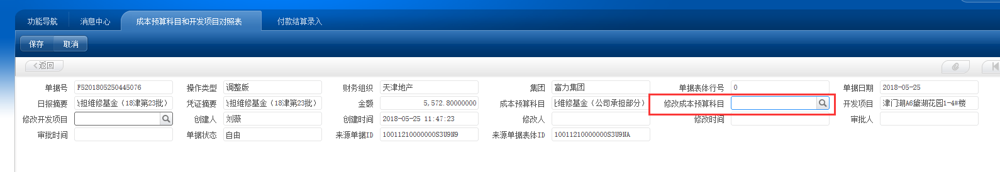 功能导航 消息中心 成本预算科目和开发项目对照表 付款结算录入
保存 取消
返回
单据号 F5201805250445076 操作类型 调整版 财务组织 天津地产 集团 富力集团 单据表体行号 0 单据日期 2018-05-25
日报摘要 担维修基金（18津第23批） 凭证摘要 担维修基金（18津第23批） 金额 5,572.80000000 成本预算科目 维修基金（公司承担部分） 修改成本预算科目 开发项目 津门湖A6黛湖花园1-4#楼
修改开发项目 创建人 刘薇 创建时间 2018-05-25 11:47:23 修改人 修改时间 审批人
审批时间 单据状态 自由 来源单据ID 10011210000000S3U9N9 来源单据表体ID 10011210000000S3U9NA